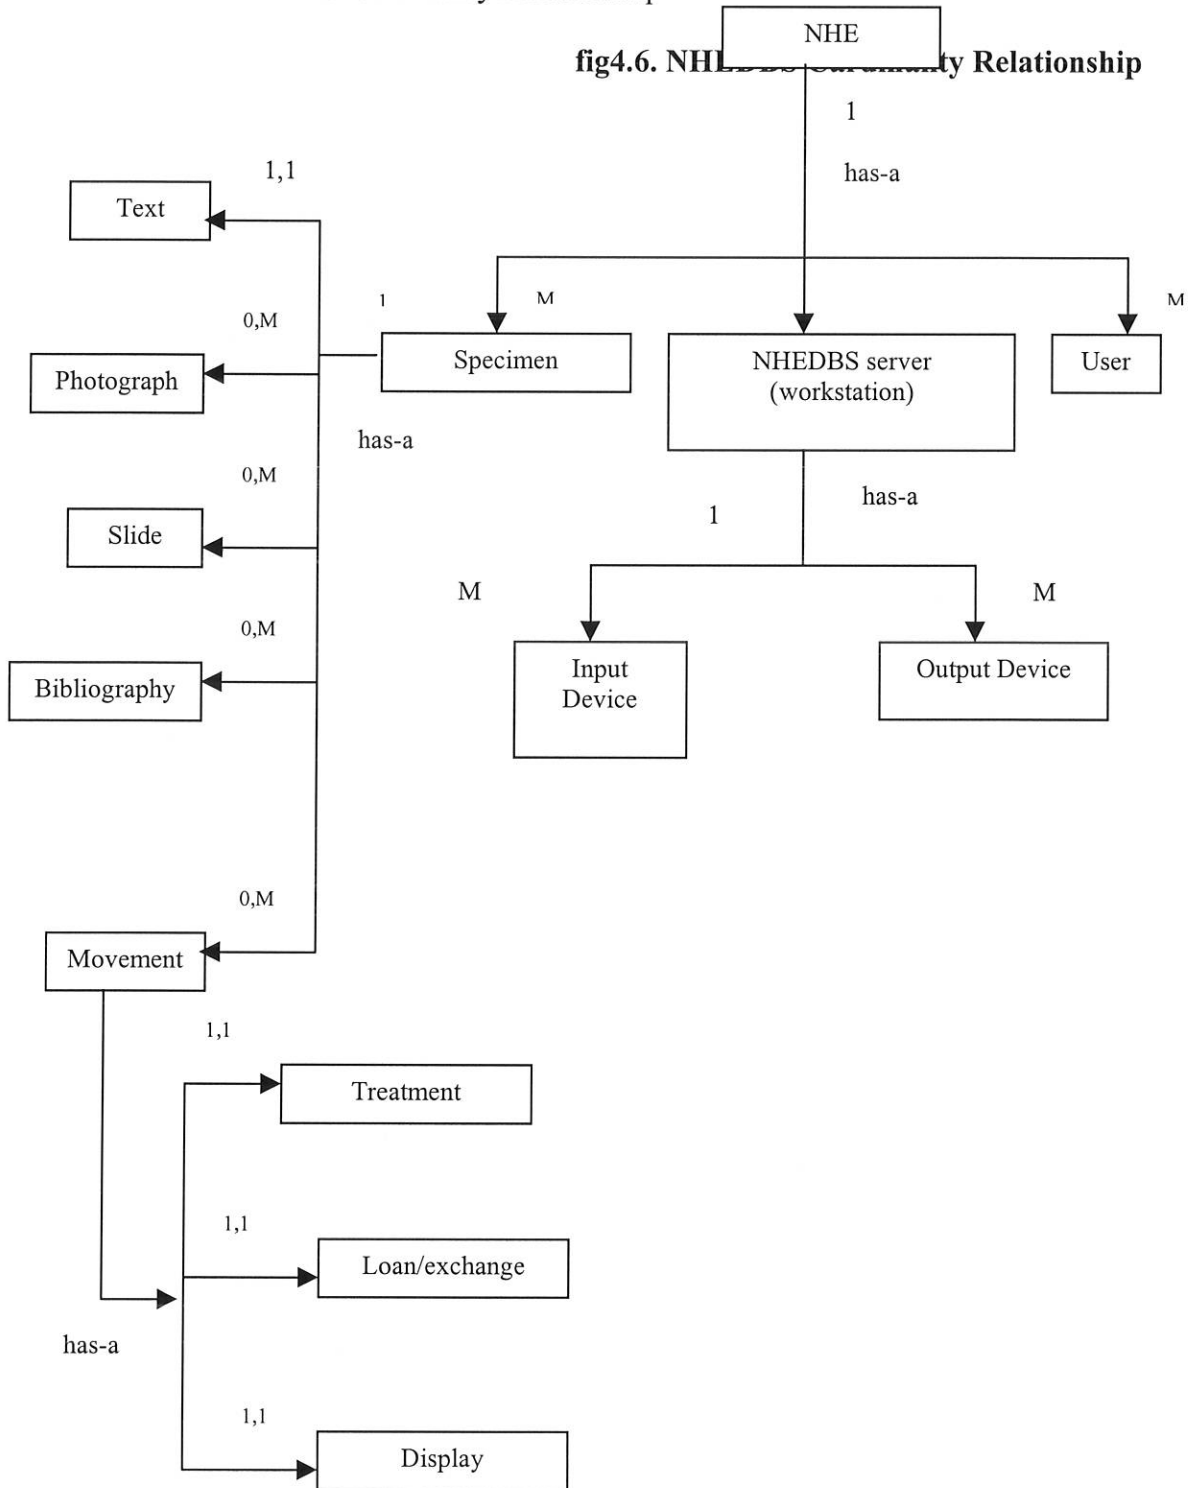 NHE
fig4.6. NHEDBS Cardinality Relationship
1
has-a
1,1
Text
0,M
1
M
M
Photograph
Specimen
NHEDBS server
(workstation)
User
has-a
0,M
Slide
has-a
1
0,M
M
M
Bibliography
Input
Device
Output Device
0,M
Movement
1,1
Treatment
1,1
Loan/exchange
has-a
1,1
Display